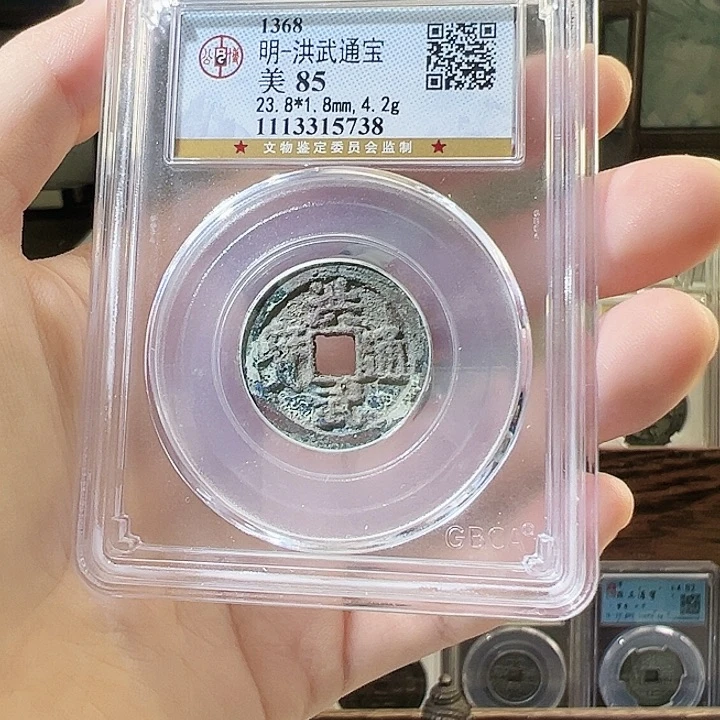 1368
明-洪武通宝
美 85
23.8*1.8mm,4.2g
1113315738
★ 文物鉴定委员会监制 ★
洪武通寳
GBCA